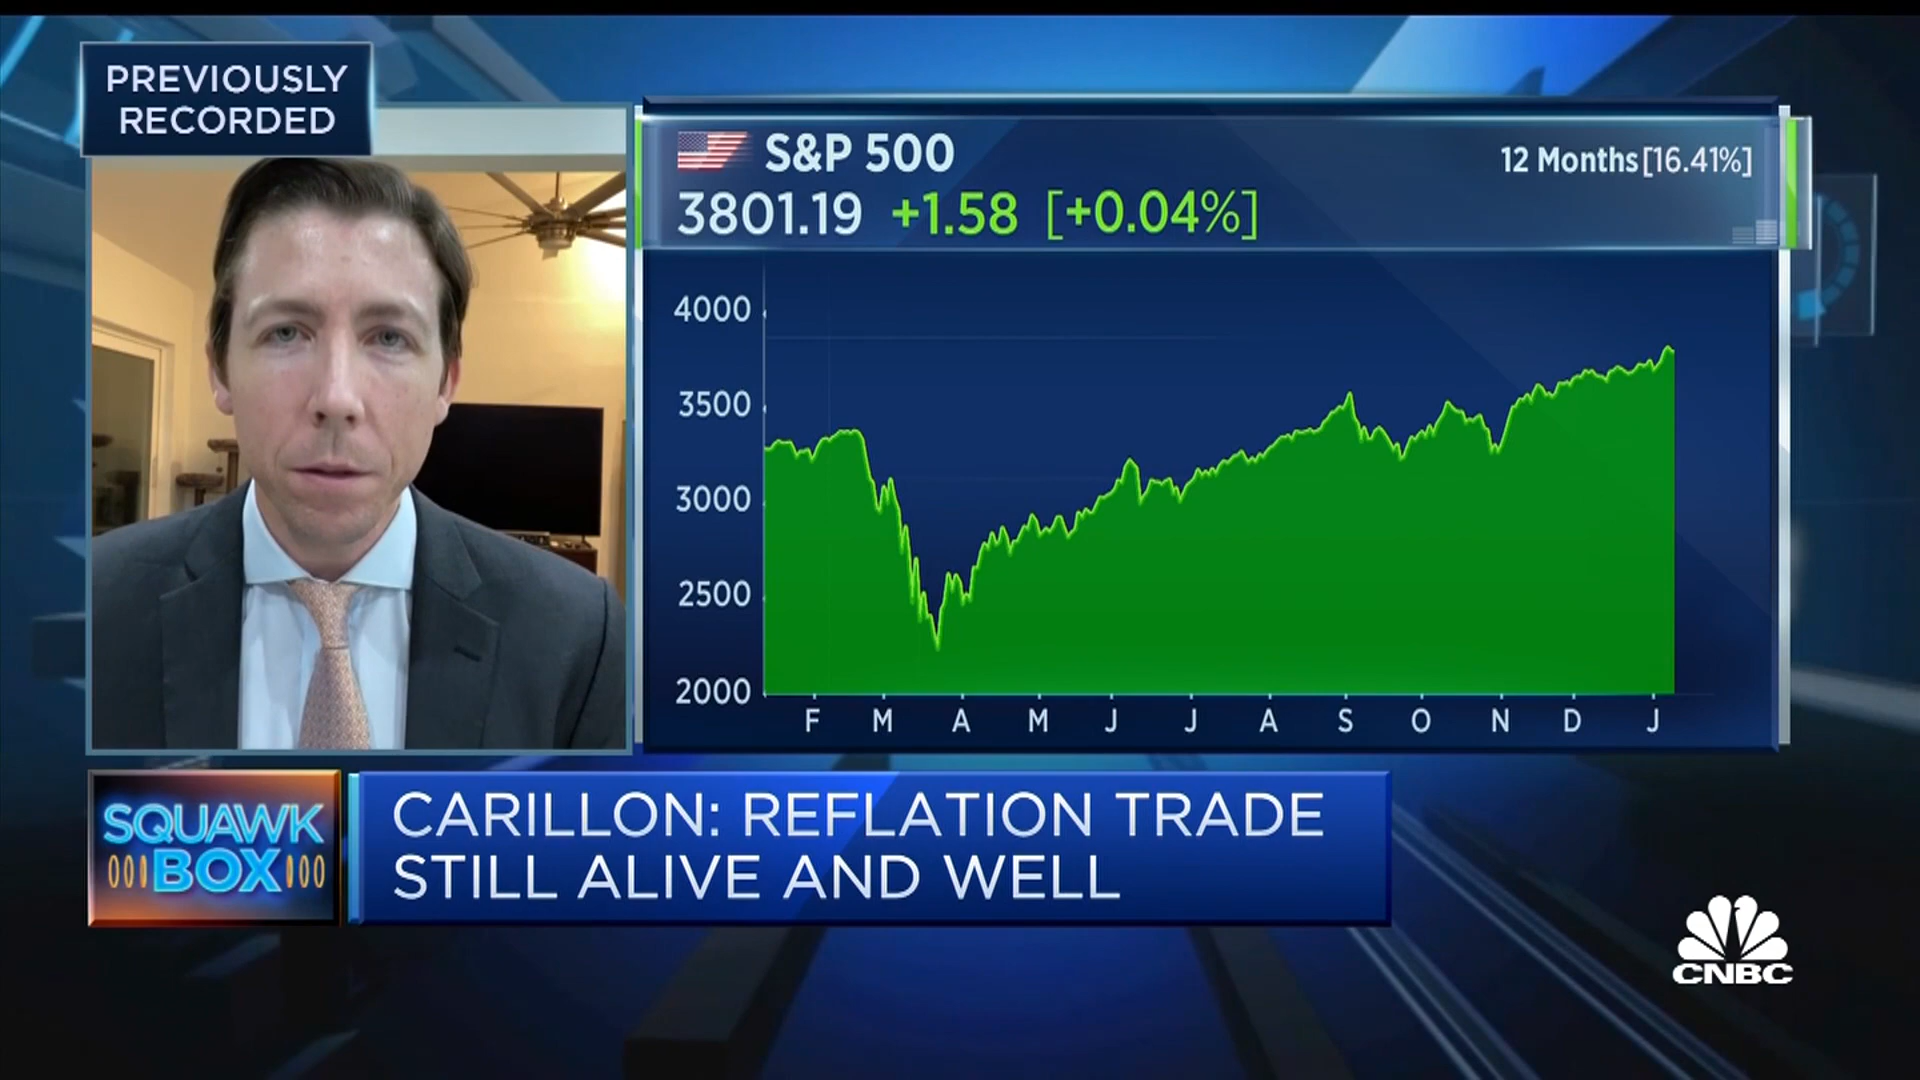 PREVIOUSLY
RECORDED
S&P 500
12 Months [16.41%]
3801.19 +1.58 [+0.04%]
4000
3500
3000
2500
2000
F M A M J J A S O N D J
SQUAWK
BOX
CARILLON: REFLATION TRADE
STILL ALIVE AND WELL
CNBC